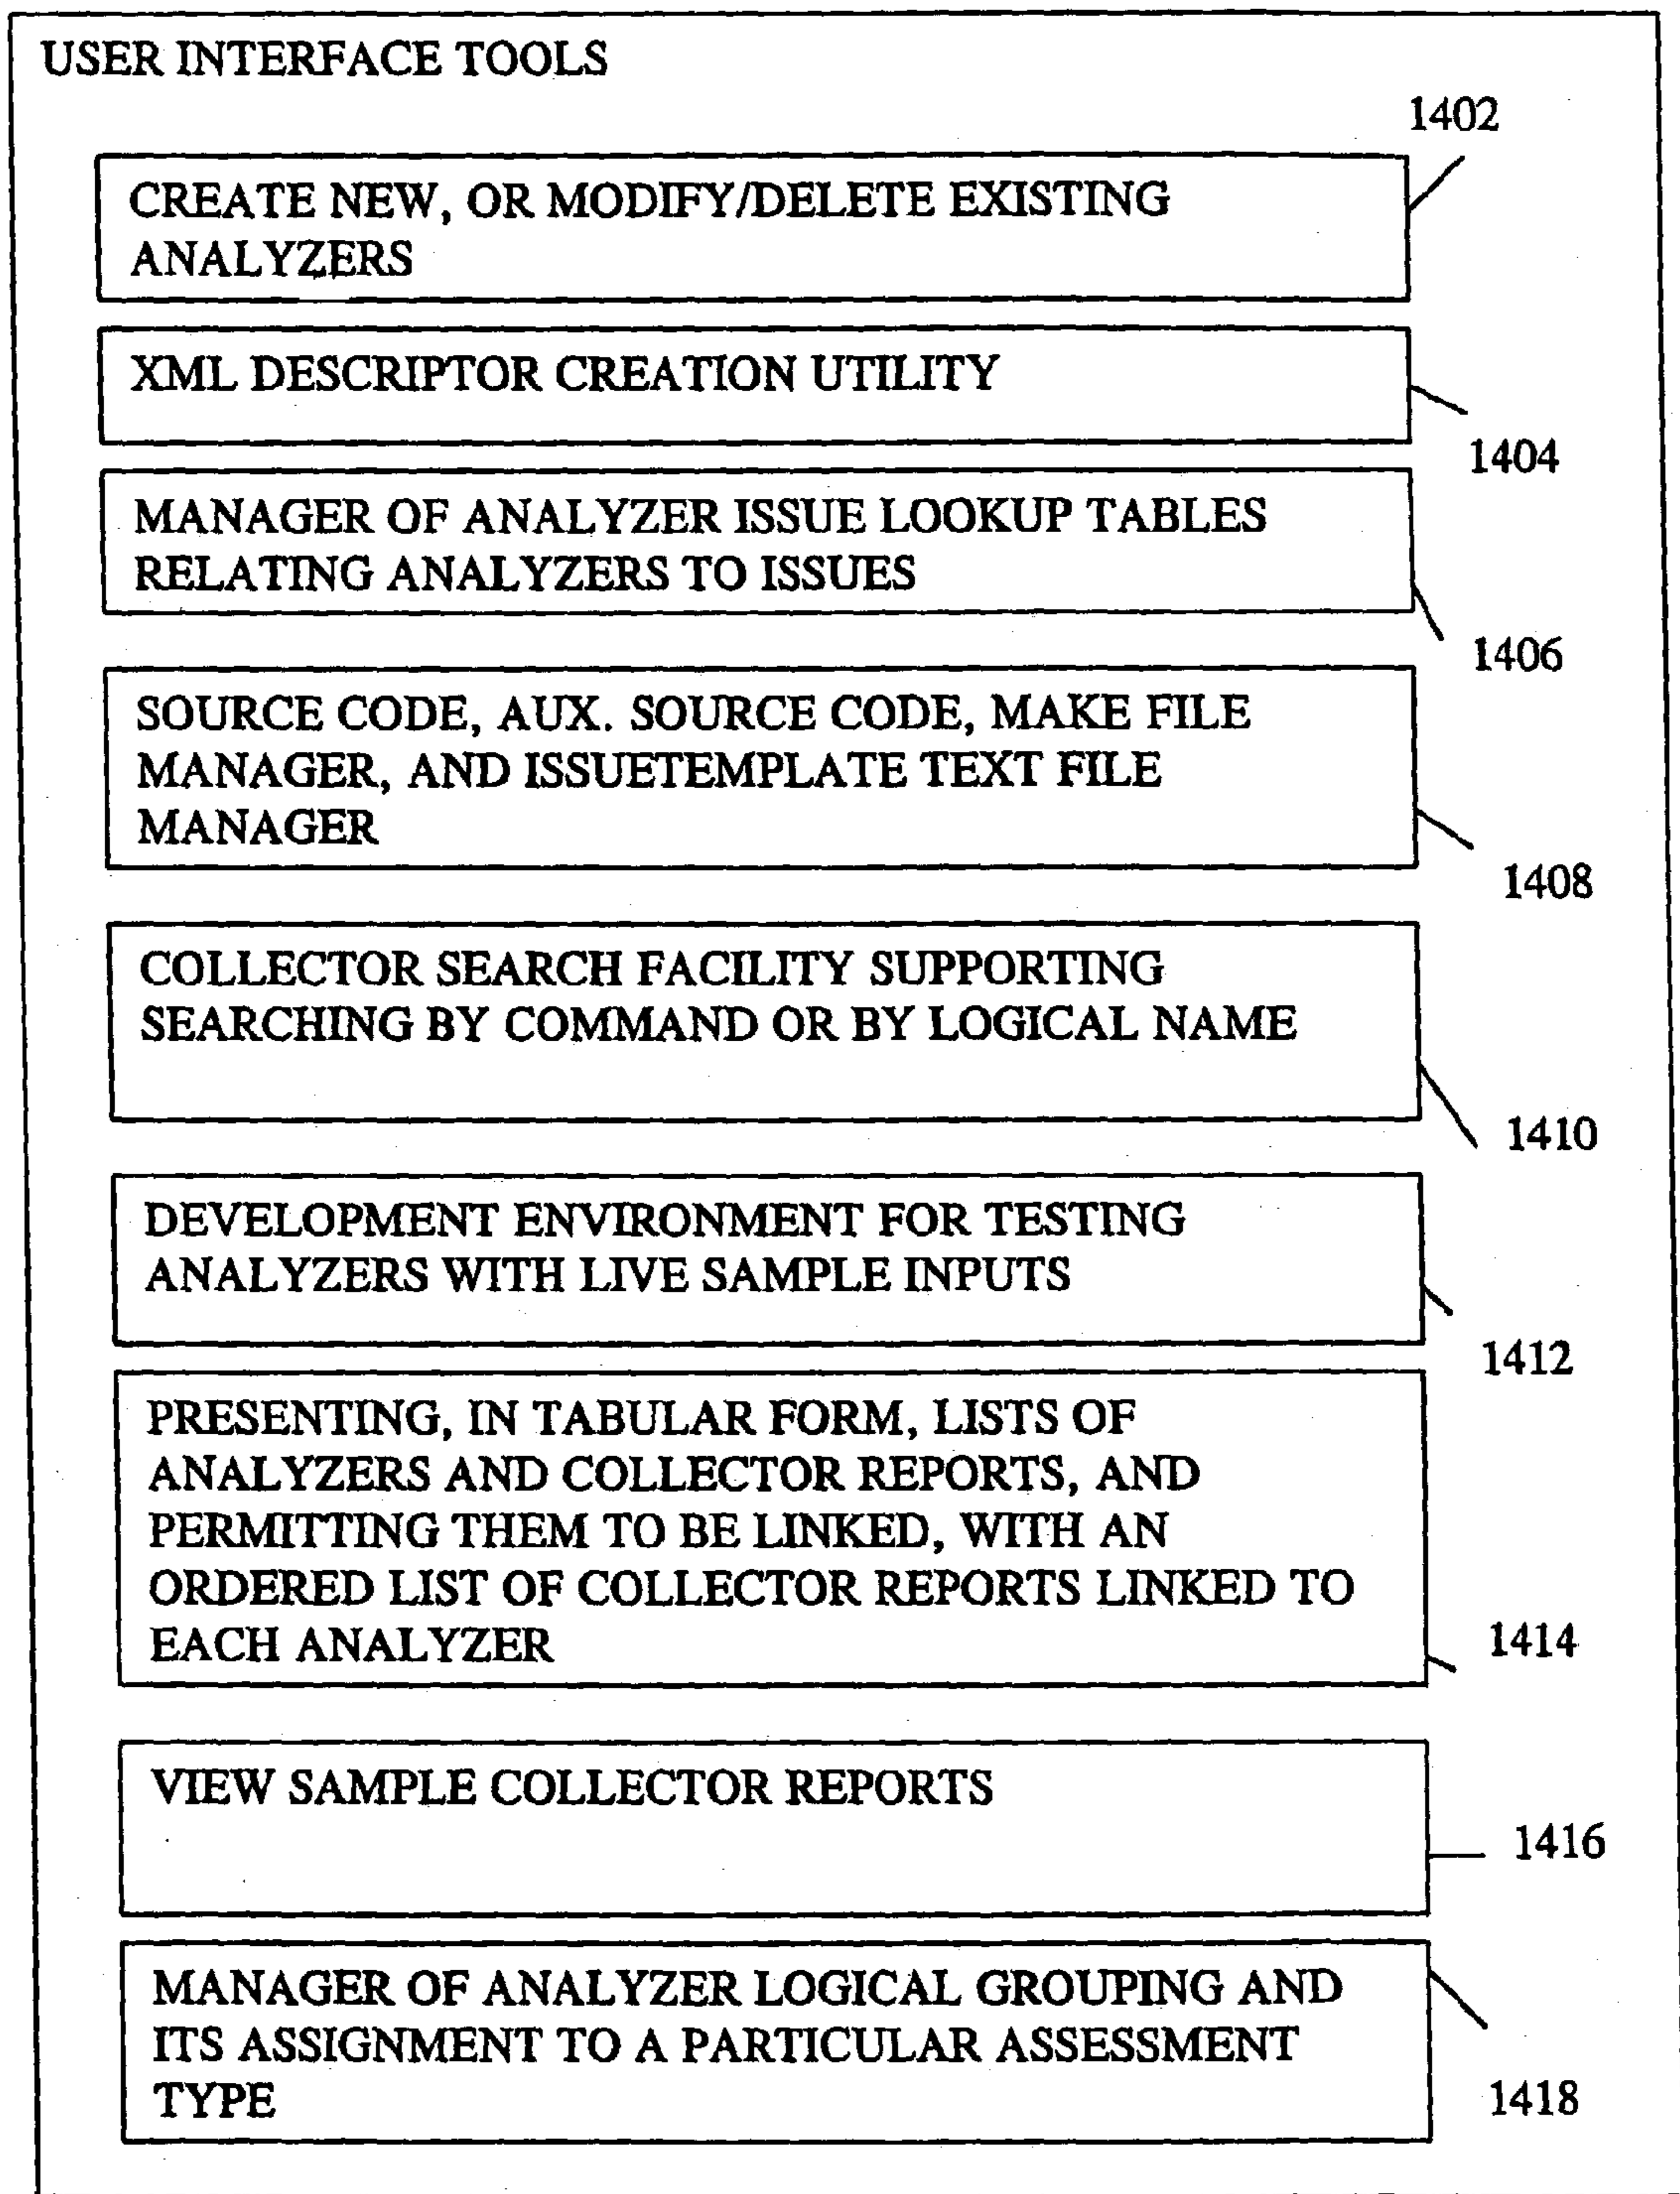 USER INTERFACE TOOLS
1402
CREATE NEW, OR MODIFY/DELETE EXISTING
ANALYZERS
XML DESCRIPTOR CREATION UTILITY
1404
MANAGER OF ANALYZER ISSUE LOOKUP TABLES
RELATING ANALYZERS TO ISSUES
1406
SOURCE CODE, AUX. SOURCE CODE, MAKE FILE
MANAGER, AND ISSUETEMPLATE TEXT FILE
MANAGER
1408
COLLECTOR SEARCH FACILITY SUPPORTING
SEARCHING BY COMMAND OR BY LOGICAL NAME
1410
DEVELOPMENT ENVIRONMENT FOR TESTING
ANALYZERS WITH LIVE SAMPLE INPUTS
1412
PRESENTING, IN TABULAR FORM, LISTS OF
ANALYZERS AND COLLECTOR REPORTS, AND
PERMITTING THEM TO BE LINKED, WITH AN
ORDERED LIST OF COLLECTOR REPORTS LINKED TO
EACH ANALYZER
1414
VIEW SAMPLE COLLECTOR REPORTS
1416
MANAGER OF ANALYZER LOGICAL GROUPING AND
ITS ASSIGNMENT TO A PARTICULAR ASSESSMENT
TYPE
1418